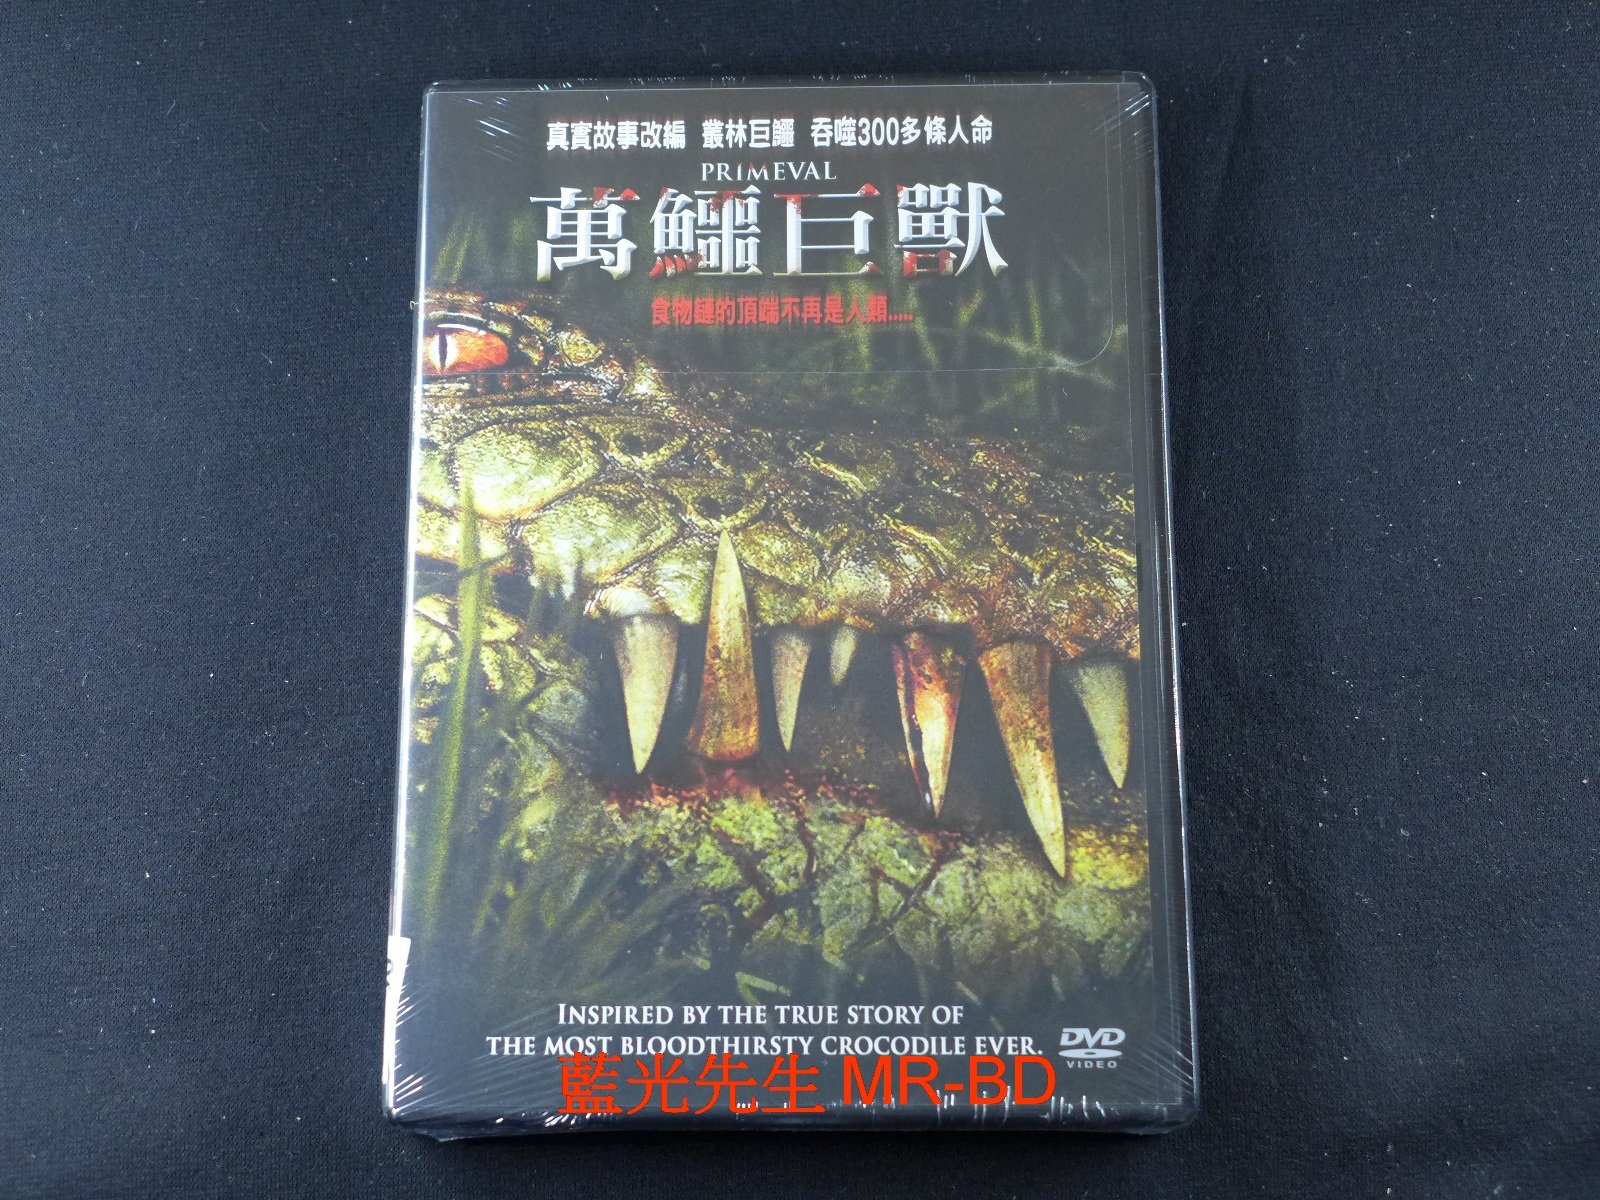 真實故事改編 叢林巨鱷 吞噬300多條人命
PRIMEVAL
萬鱷巨獸
食物鏈的頂端不再是人類.....
INSPIRED BY THE TRUE STORY OF
THE MOST BLOODTHIRSTY CROCODILE EVER.
DVD
VIDEO
藍光先生 MR-BD